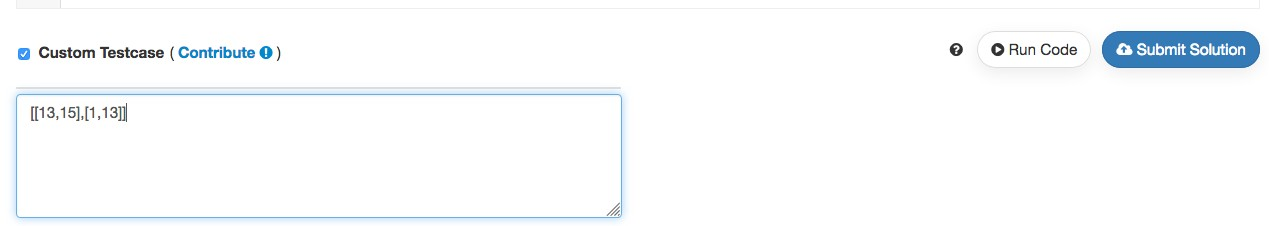 Custom Testcase ( Contribute ! )
? Run Code Submit Solution
[[13,15],[1,13]]